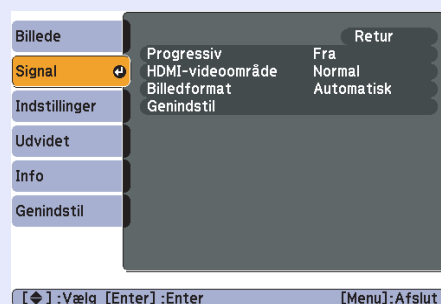 Billede
Signal
Indstillinger
Udvidet
Info
Genindstil
Retur
Progressiv Fra
HDMI-videoområde Normal
Billedformat Automatisk
Genindstil
[◆] :Vælg [Enter] :Enter [Menu]:Afslut